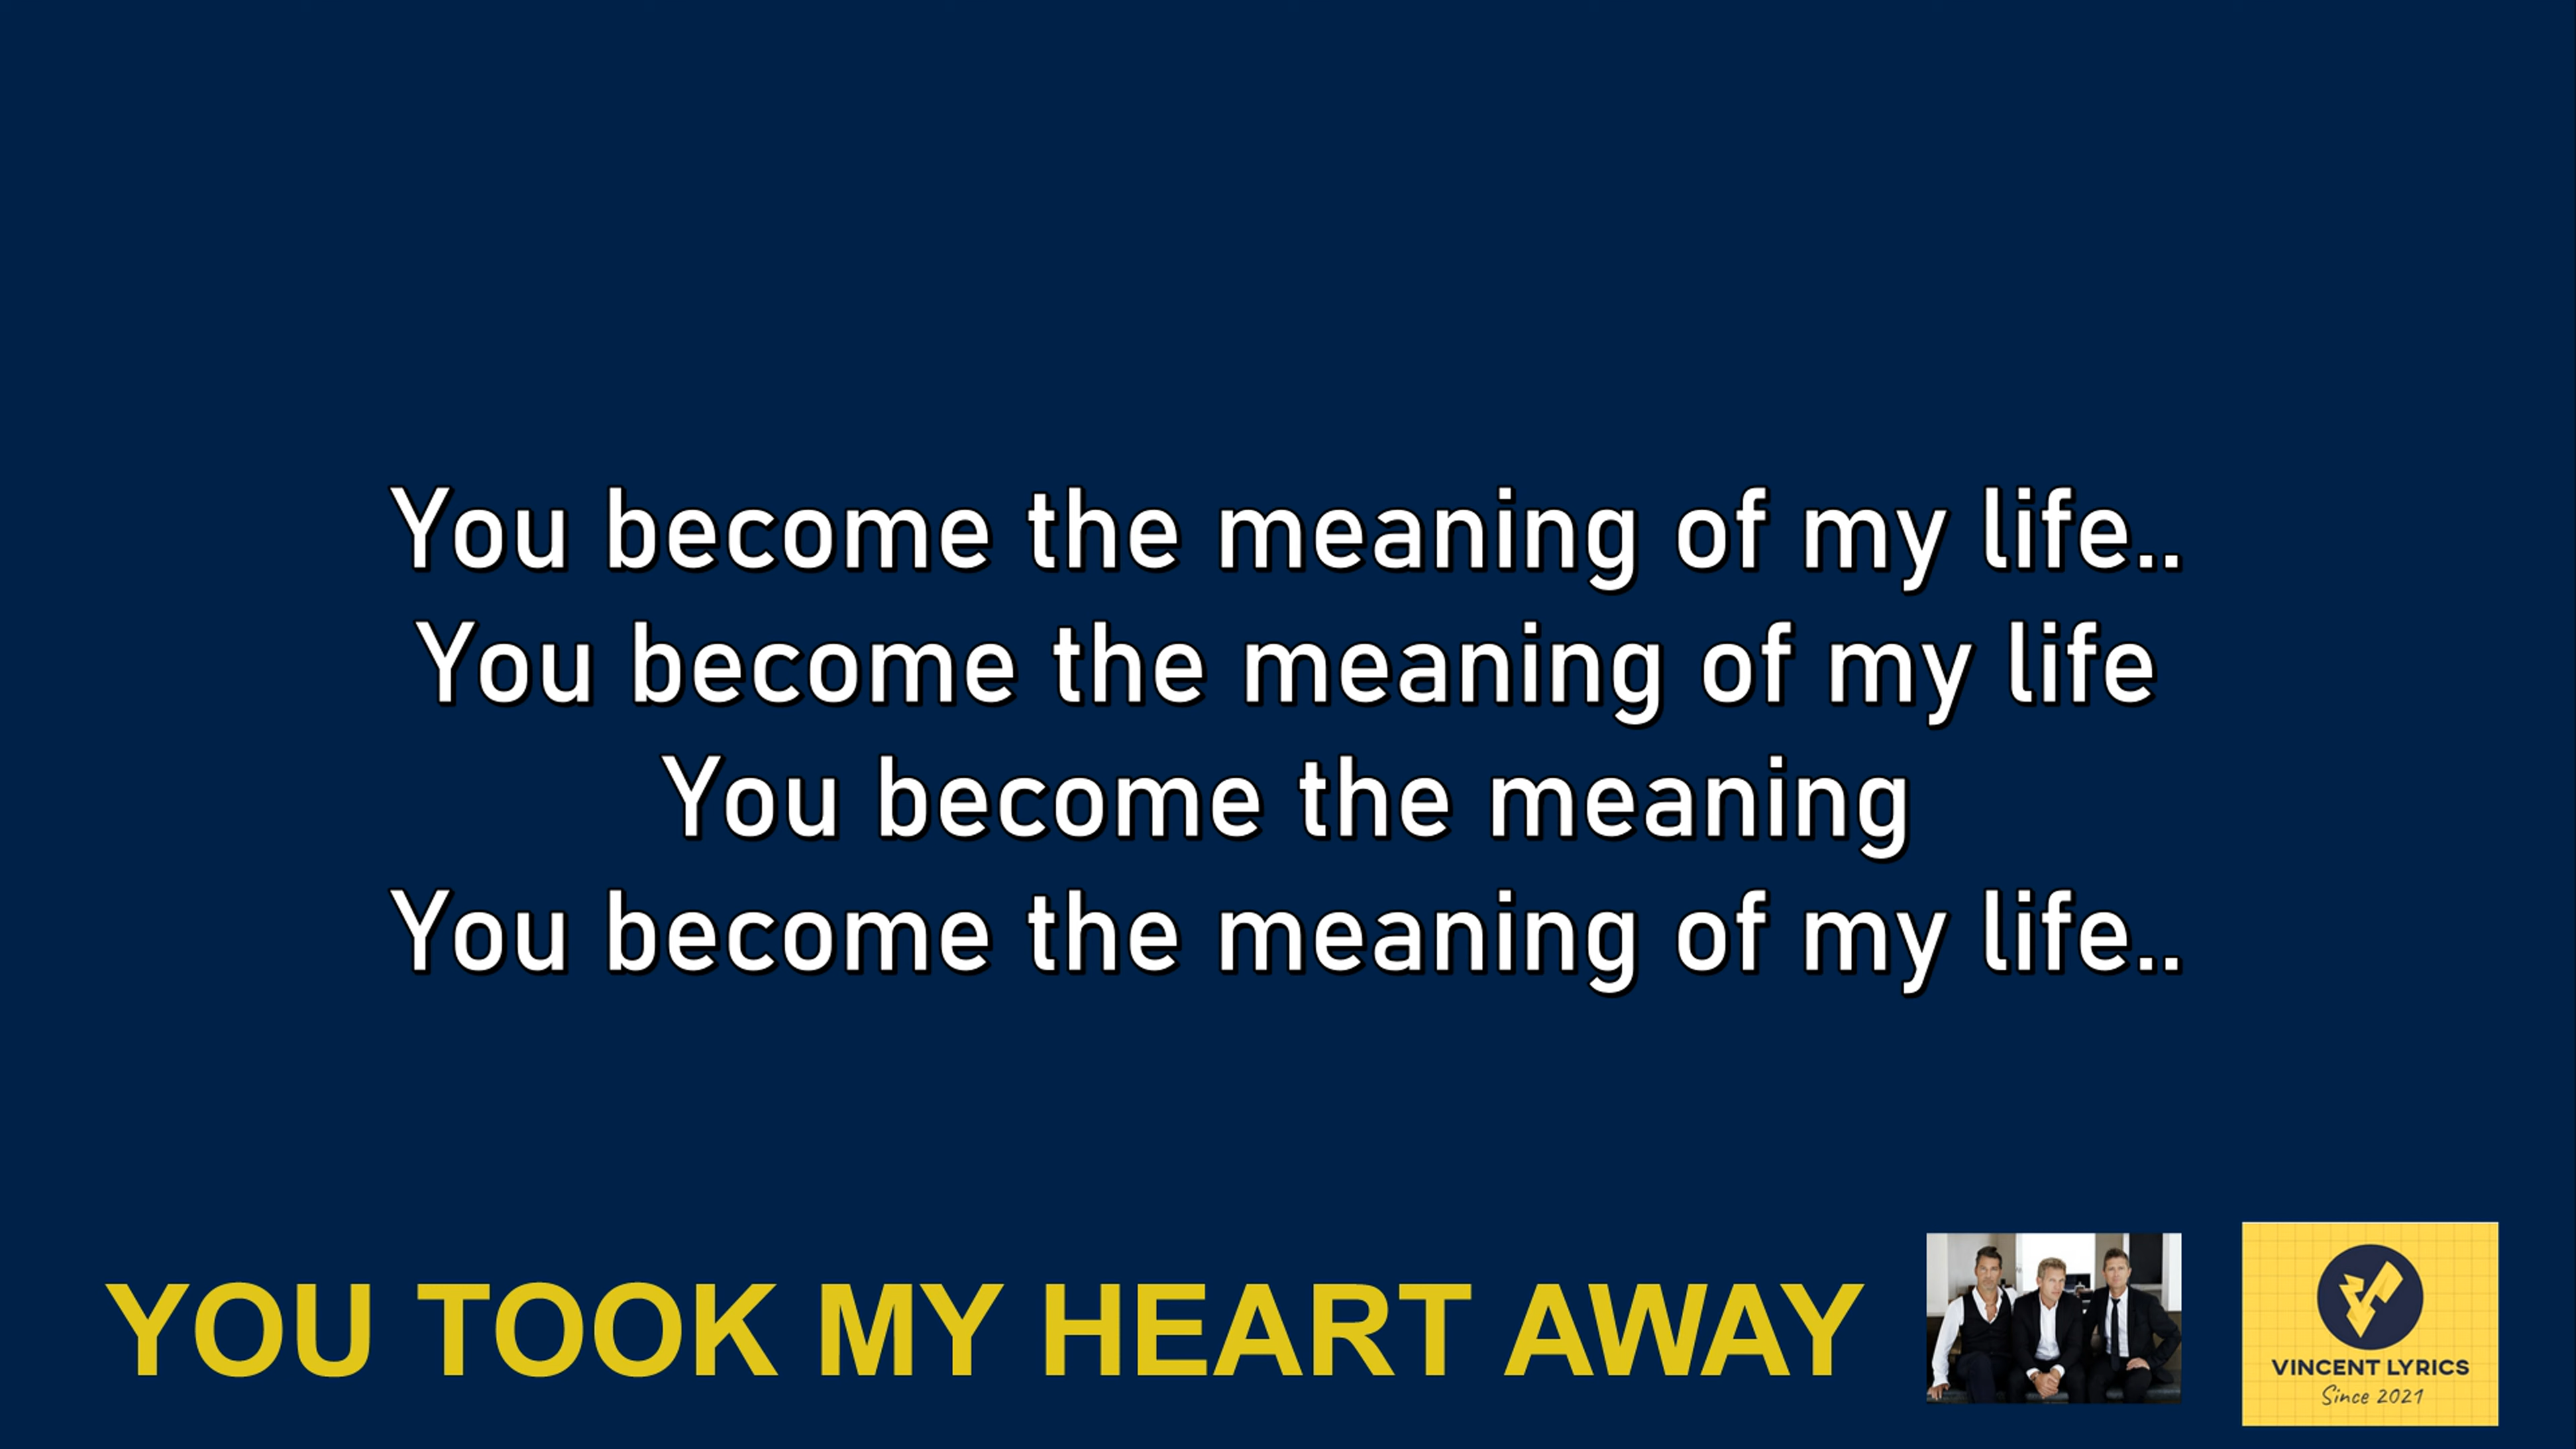 You become the meaning of my life..
You become the meaning of my life
You become the meaning
You become the meaning of my life..
YOU TOOK MY HEART AWAY
VINCENT LYRICS
Since 2021